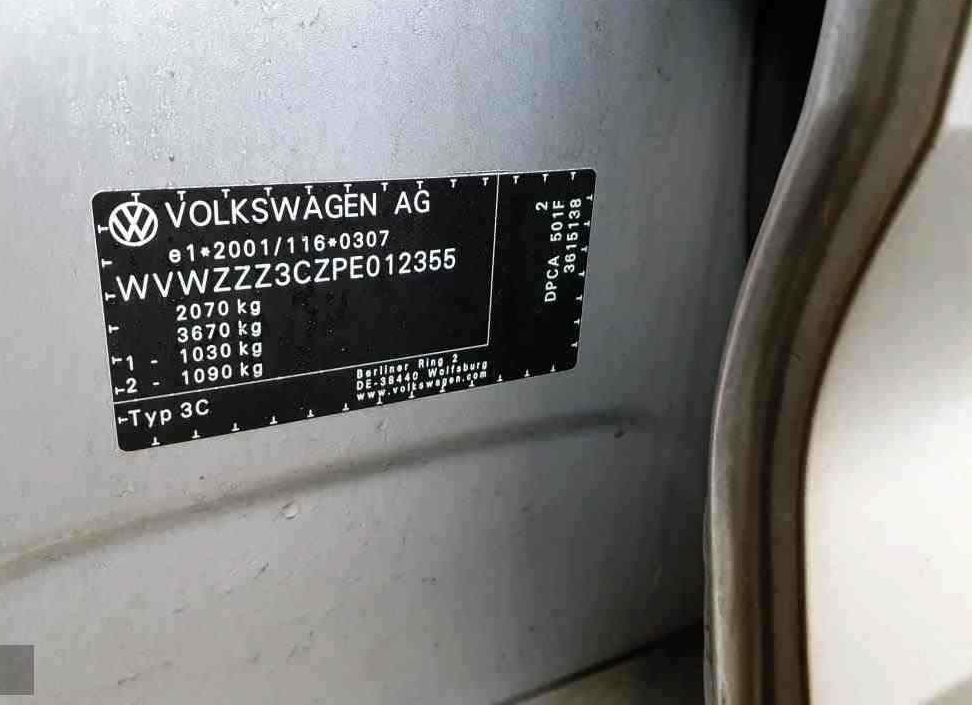 VOLKSWAGEN AG
e1*2001/116*0307
WVWZZZ3CZPE012355
2070 kg
3670 kg
1 - 1030 kg
2 - 1090 kg
Typ 3C
Berliner Ring 2
DE-38440 Wolfsburg
www.volkswagen.com
2
DPCA 501F
3615138